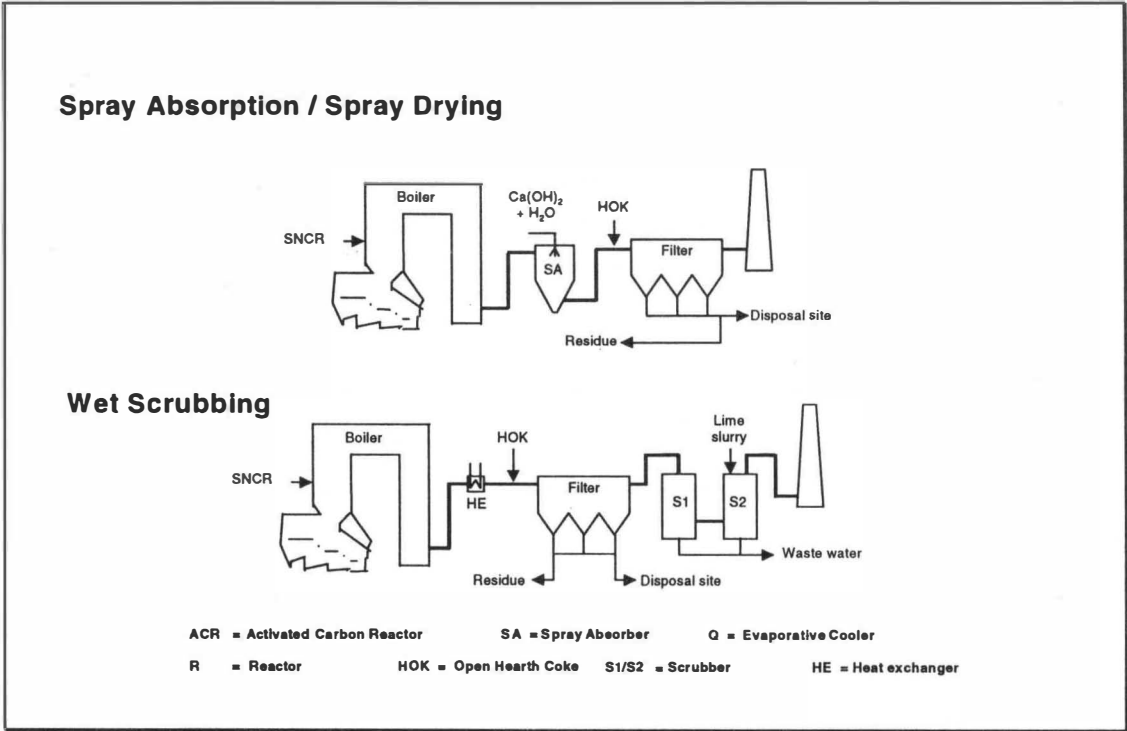 Spray Absorption / Spray Drying
Boiler
Ca(OH)₂
+ H₂O
HOK
SNCR
SA
Filter
Disposal site
Residue
Wet Scrubbing
Boiler
HOK
Lime
slurry
SNCR
HE
Filter
S1
S2
Waste water
Residue
Disposal site
ACR = Activated Carbon Reactor SA = Spray Absorber Q = Evaporative Cooler
R = Reactor HOK = Open Hearth Coke S1/S2 = Scrubber HE = Heat exchanger